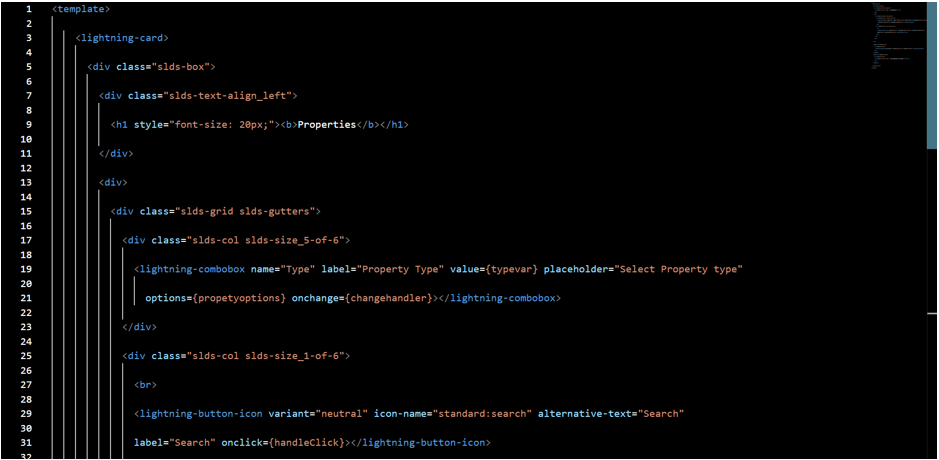 1 <template>
2
3 <lightning-card>
4
5 <div class="slds-box">
6
7 <div class="slds-text-align_left">
8
9 <h1 style="font-size: 20px;"><b>Properties</b></h1>
10
11 </div>
12
13 <div>
14
15 <div class="slds-grid slds-gutters">
16
17 <div class="slds-col slds-size_5-of-6">
18
19 <lightning-combobox name="Type" label="Property Type" value={typevar} placeholder="Select Property type"
20
21 options={propetyoptions} onchange={changehandler}></lightning-combobox>
22
23 </div>
24
25 <div class="slds-col slds-size_1-of-6">
26
27 <br>
28
29 <lightning-button-icon variant="neutral" icon-name="standard:search" alternative-text="Search"
30
31 label="Search" onclick={handleClick}></lightning-button-icon>
32